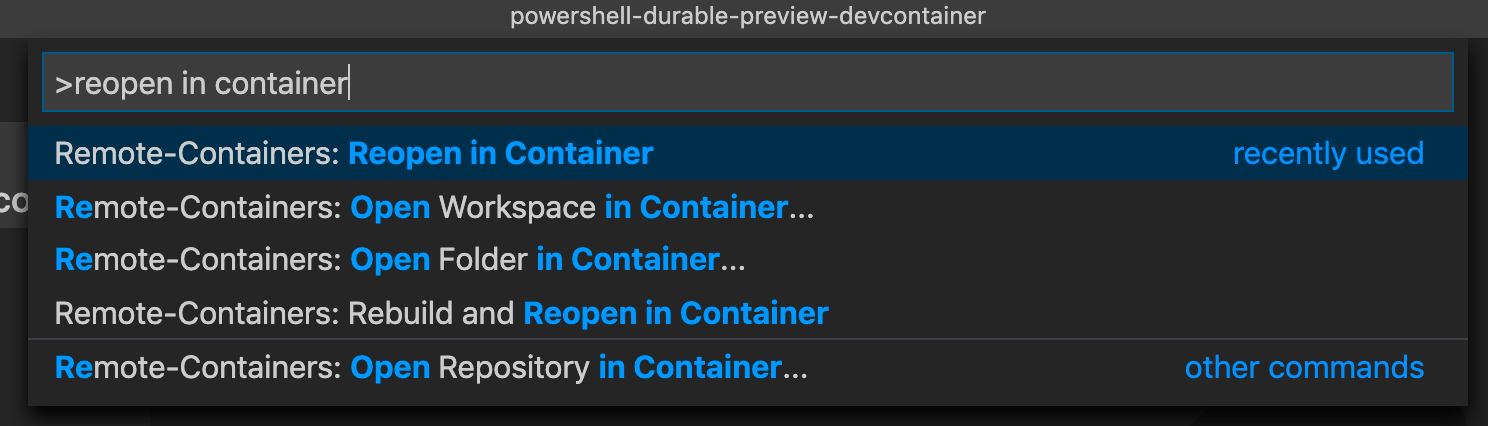 powershell-durable-preview-devcontainer
>reopen in container
Remote-Containers: Reopen in Container recently used
Remote-Containers: Open Workspace in Container...
Remote-Containers: Open Folder in Container...
Remote-Containers: Rebuild and Reopen in Container
Remote-Containers: Open Repository in Container... other commands